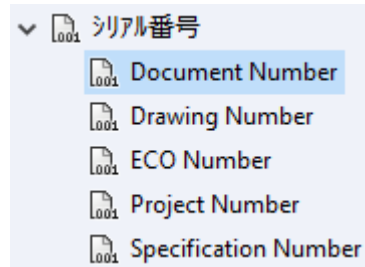 シリアル番号
Document Number
Drawing Number
ECO Number
Project Number
Specification Number